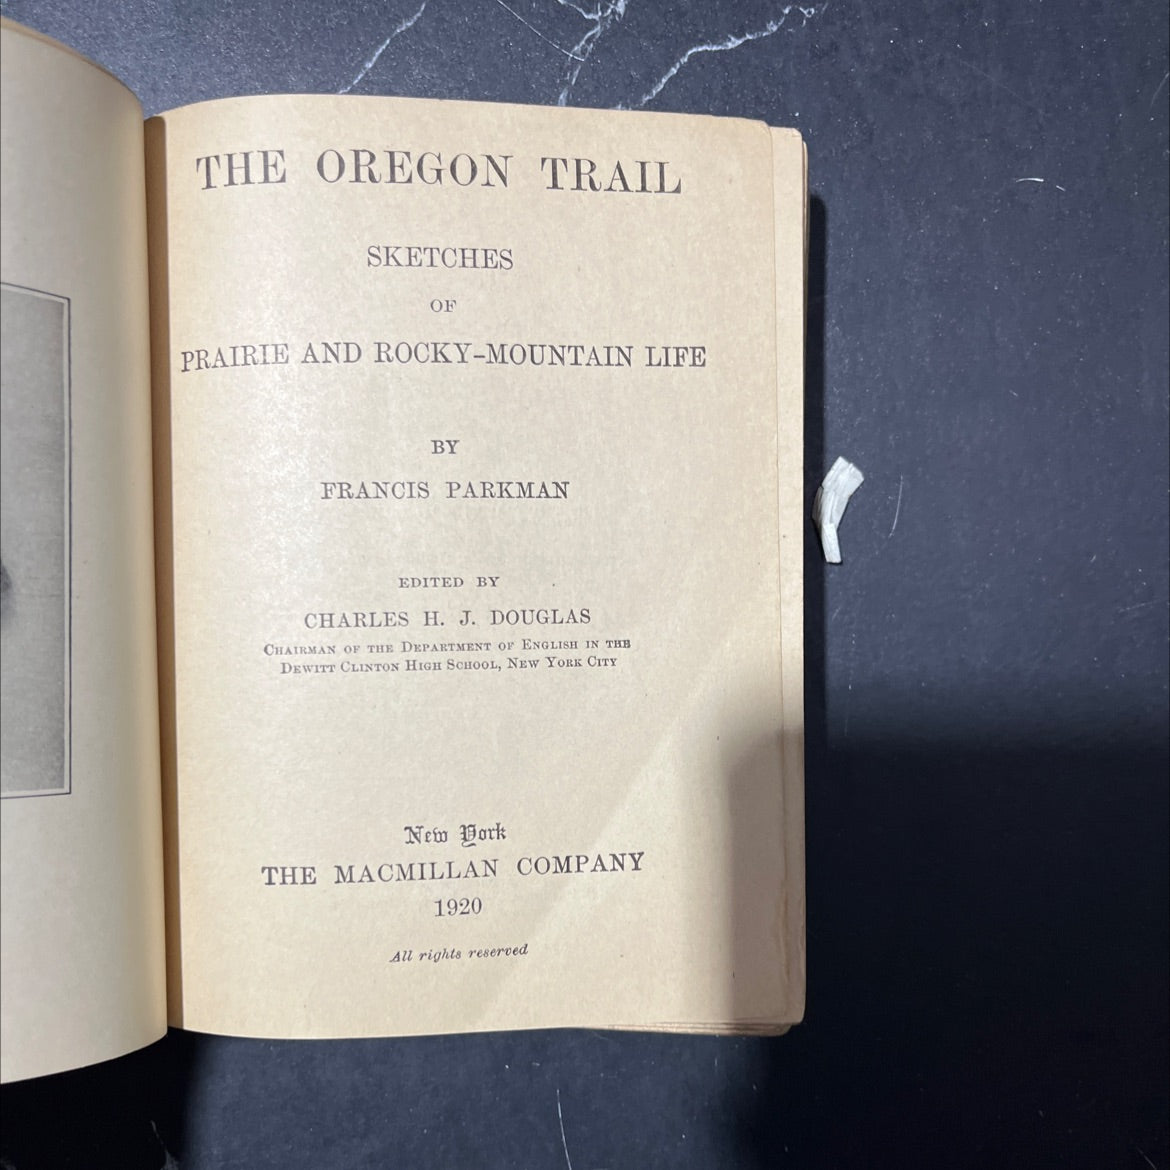 THE OREGON TRAIL
SKETCHES
OF
PRAIRIE AND ROCKY-MOUNTAIN LIFE
BY
FRANCIS PARKMAN
EDITED BY
CHARLES H. J. DOUGLAS
CHAIRMAN OF THE DEPARTMENT OF ENGLISH IN THE
DEWITT CLINTON HIGH SCHOOL, NEW YORK CITY
New York
THE MACMILLAN COMPANY
1920
All rights reserved